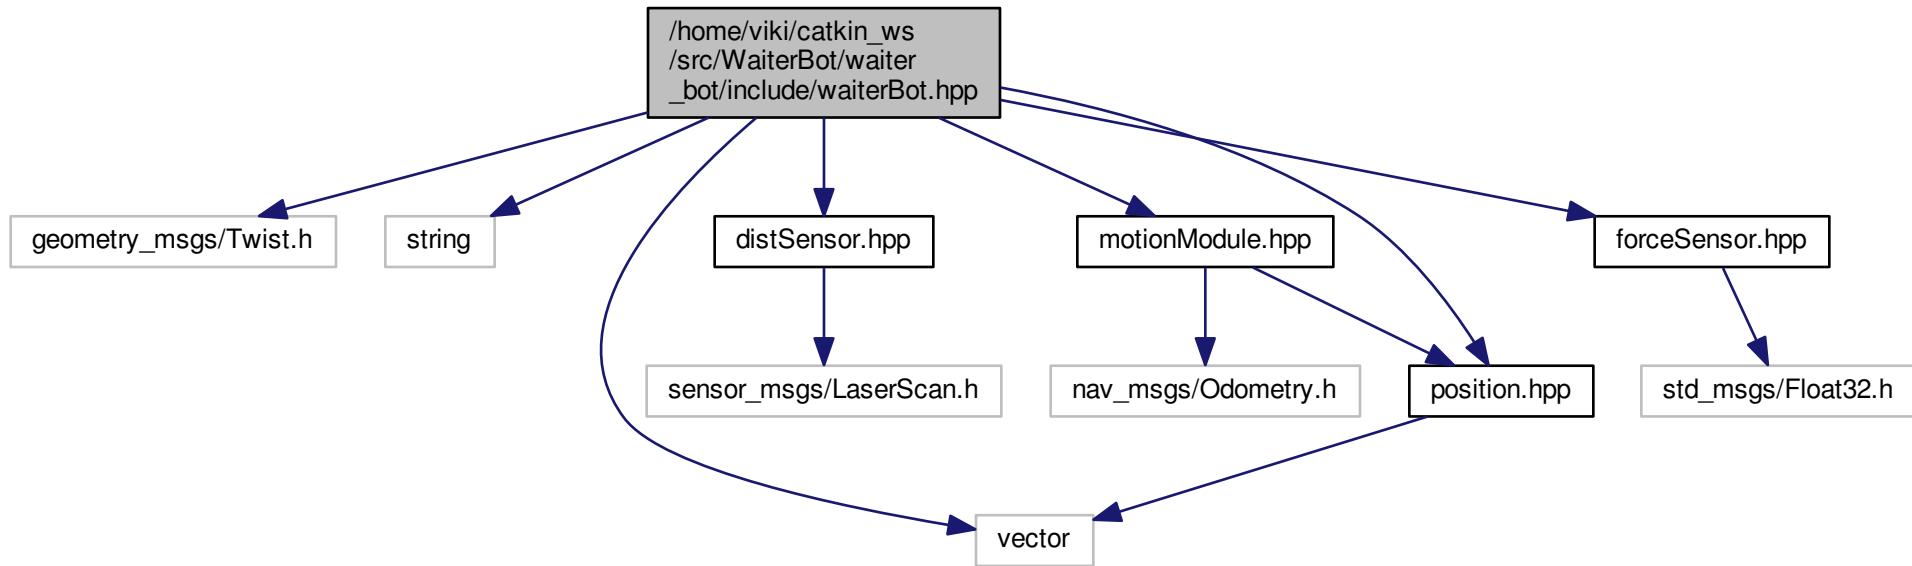 /home/viki/catkin_ws
/src/WaiterBot/waiter
_bot/include/waiterBot.hpp
geometry_msgs/Twist.h
string
distSensor.hpp
motionModule.hpp
forceSensor.hpp
sensor_msgs/LaserScan.h
nav_msgs/Odometry.h
position.hpp
std_msgs/Float32.h
vector